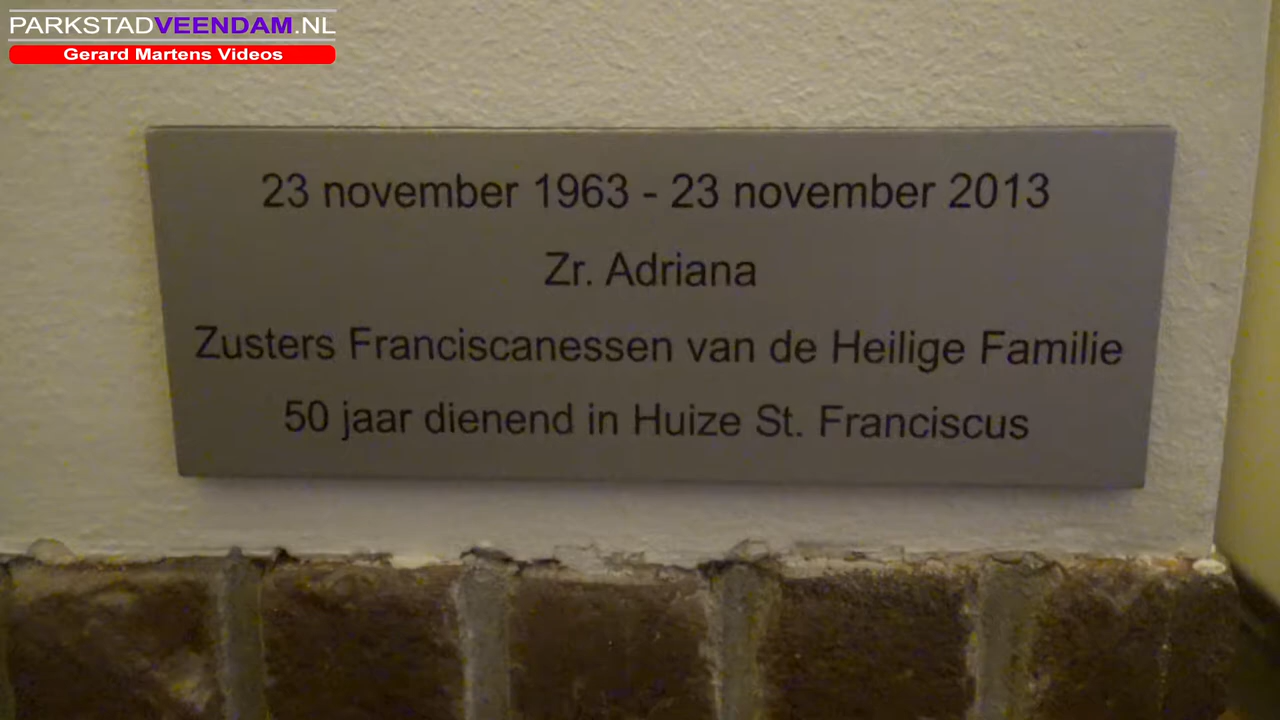 PARKSTADVEENDAM.NL
Gerard Martens Videos
23 november 1963 - 23 november 2013
Zr. Adriana
Zusters Franciscanessen van de Heilige Familie
50 jaar dienend in Huize St. Franciscus